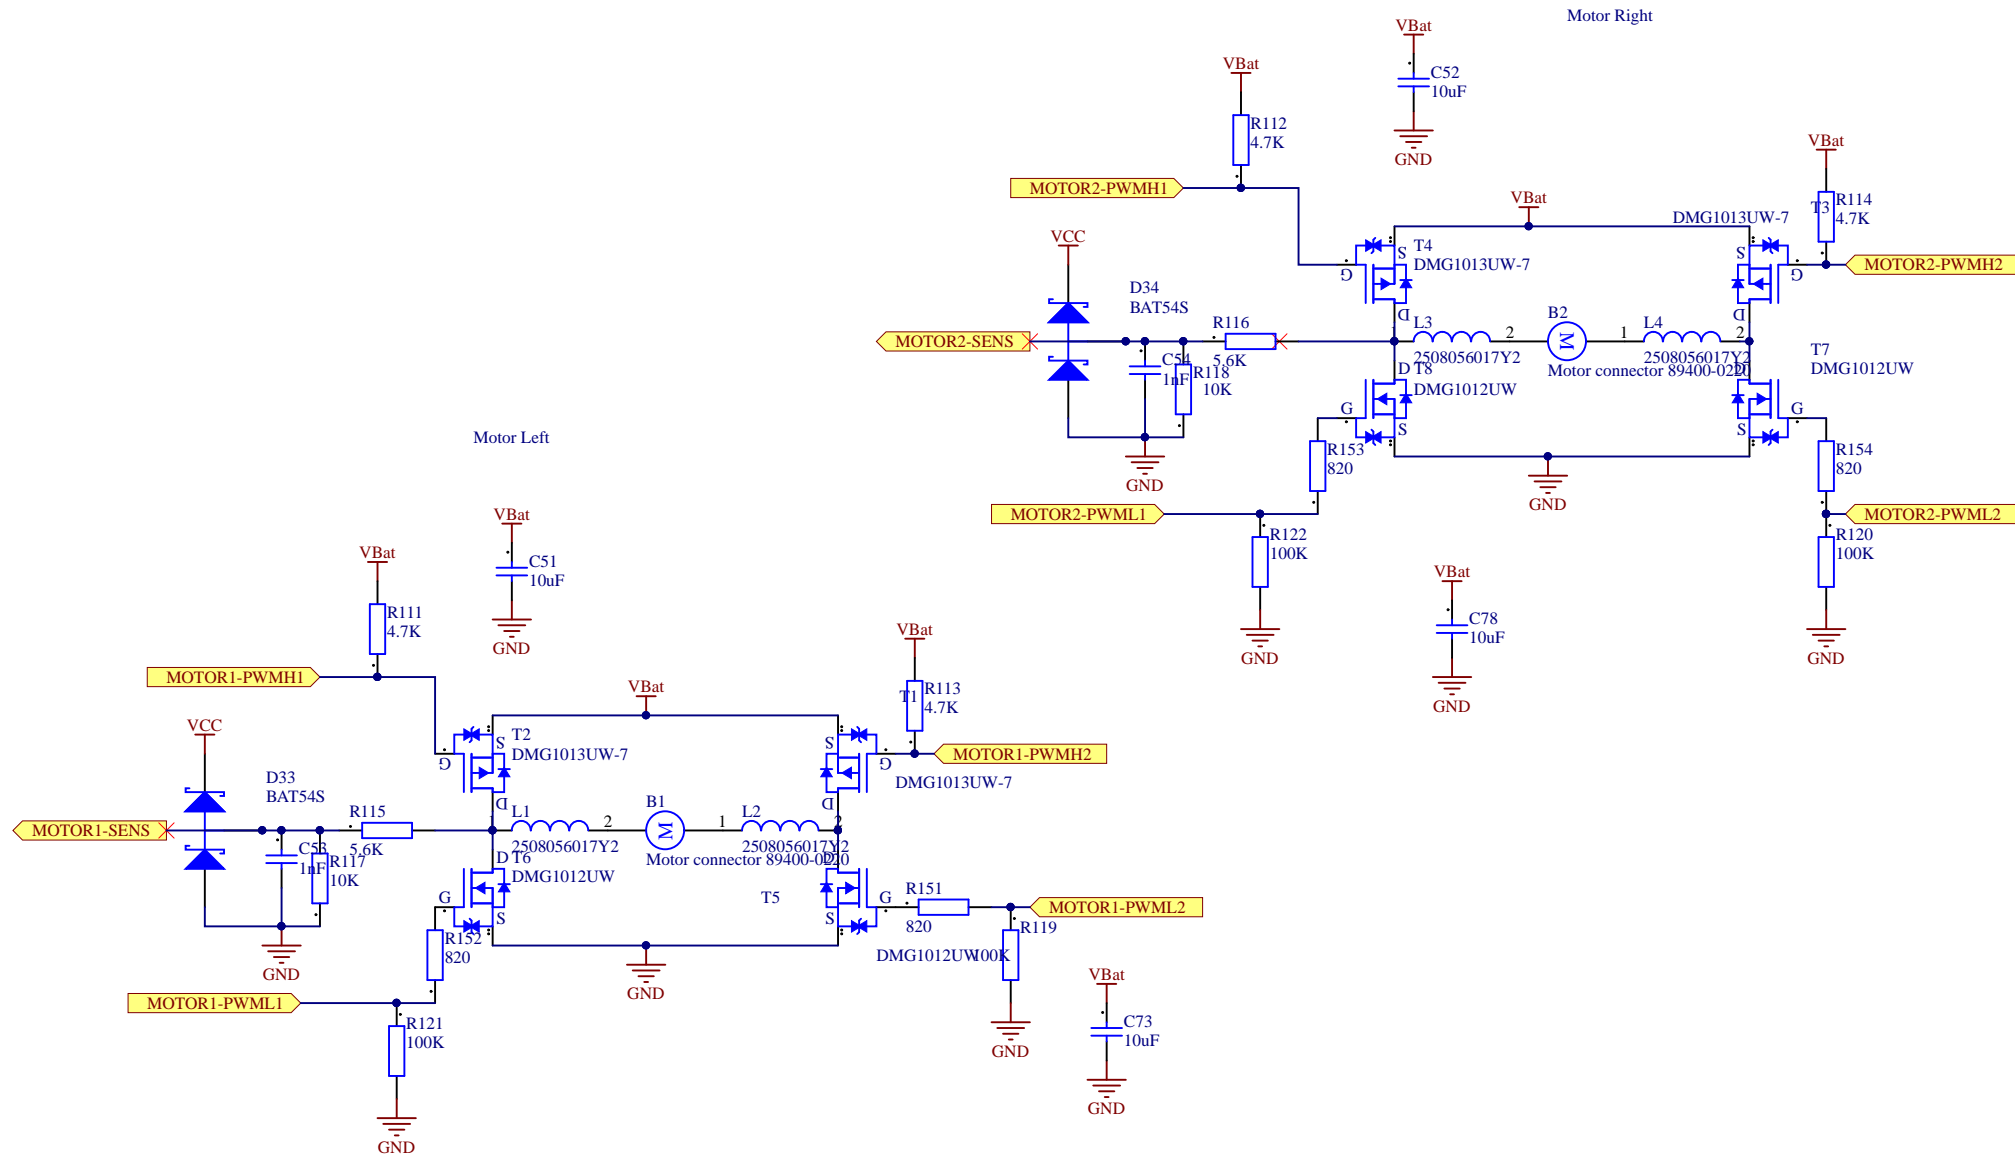 Motor Right
VBat
C52
10uF
GND
VBat
R112
4.7K
MOTOR2-PWMH1
VBat
R114
T3
4.7K
MOTOR2-PWMH2
VBat
DMG1013UW-7
S
T4
DMG1013UW-7
G
D
S
G
D
VCC
D34
BAT54S
MOTOR2-SENS
R116
5.6K
C54
1nF
R118
10K
GND
L3
2
2508056017Y2
B2
M
Motor connector 89400-0220
1
L4
2
2508056017Y2
T7
DMG1012UW
D
T8
DMG1012UW
G
S
D
G
S
R153
820
R154
820
GND
MOTOR2-PWML1
MOTOR2-PWML2
R122
100K
GND
R120
100K
GND
VBat
C78
10uF
GND
Motor Left
VBat
C51
10uF
GND
VBat
R111
4.7K
MOTOR1-PWMH1
VBat
R113
T1
4.7K
MOTOR1-PWMH2
VBat
S
T2
DMG1013UW-7
G
D
S
G
DMG1013UW-7
D
VCC
D33
BAT54S
MOTOR1-SENS
R115
5.6K
C53
1nF
R117
10K
GND
1
L1
2
2508056017Y2
B1
M
Motor connector 89400-0220
1
L2
2
2508056017Y2
D
T6
DMG1012UW
G
S
D
T5
G
S
R151
820
DMG1012UW
MOTOR1-PWML2
R119
100K
GND
R152
820
GND
MOTOR1-PWML1
R121
100K
GND
VBat
C73
10uF
GND